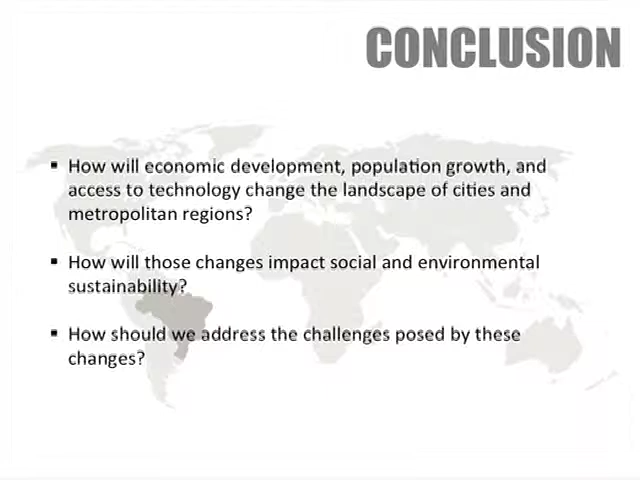 CONCLUSION
▪ How will economic development, population growth, and
access to technology change the landscape of cities and
metropolitan regions?
▪ How will those changes impact social and environmental
sustainability?
▪ How should we address the challenges posed by these
changes?